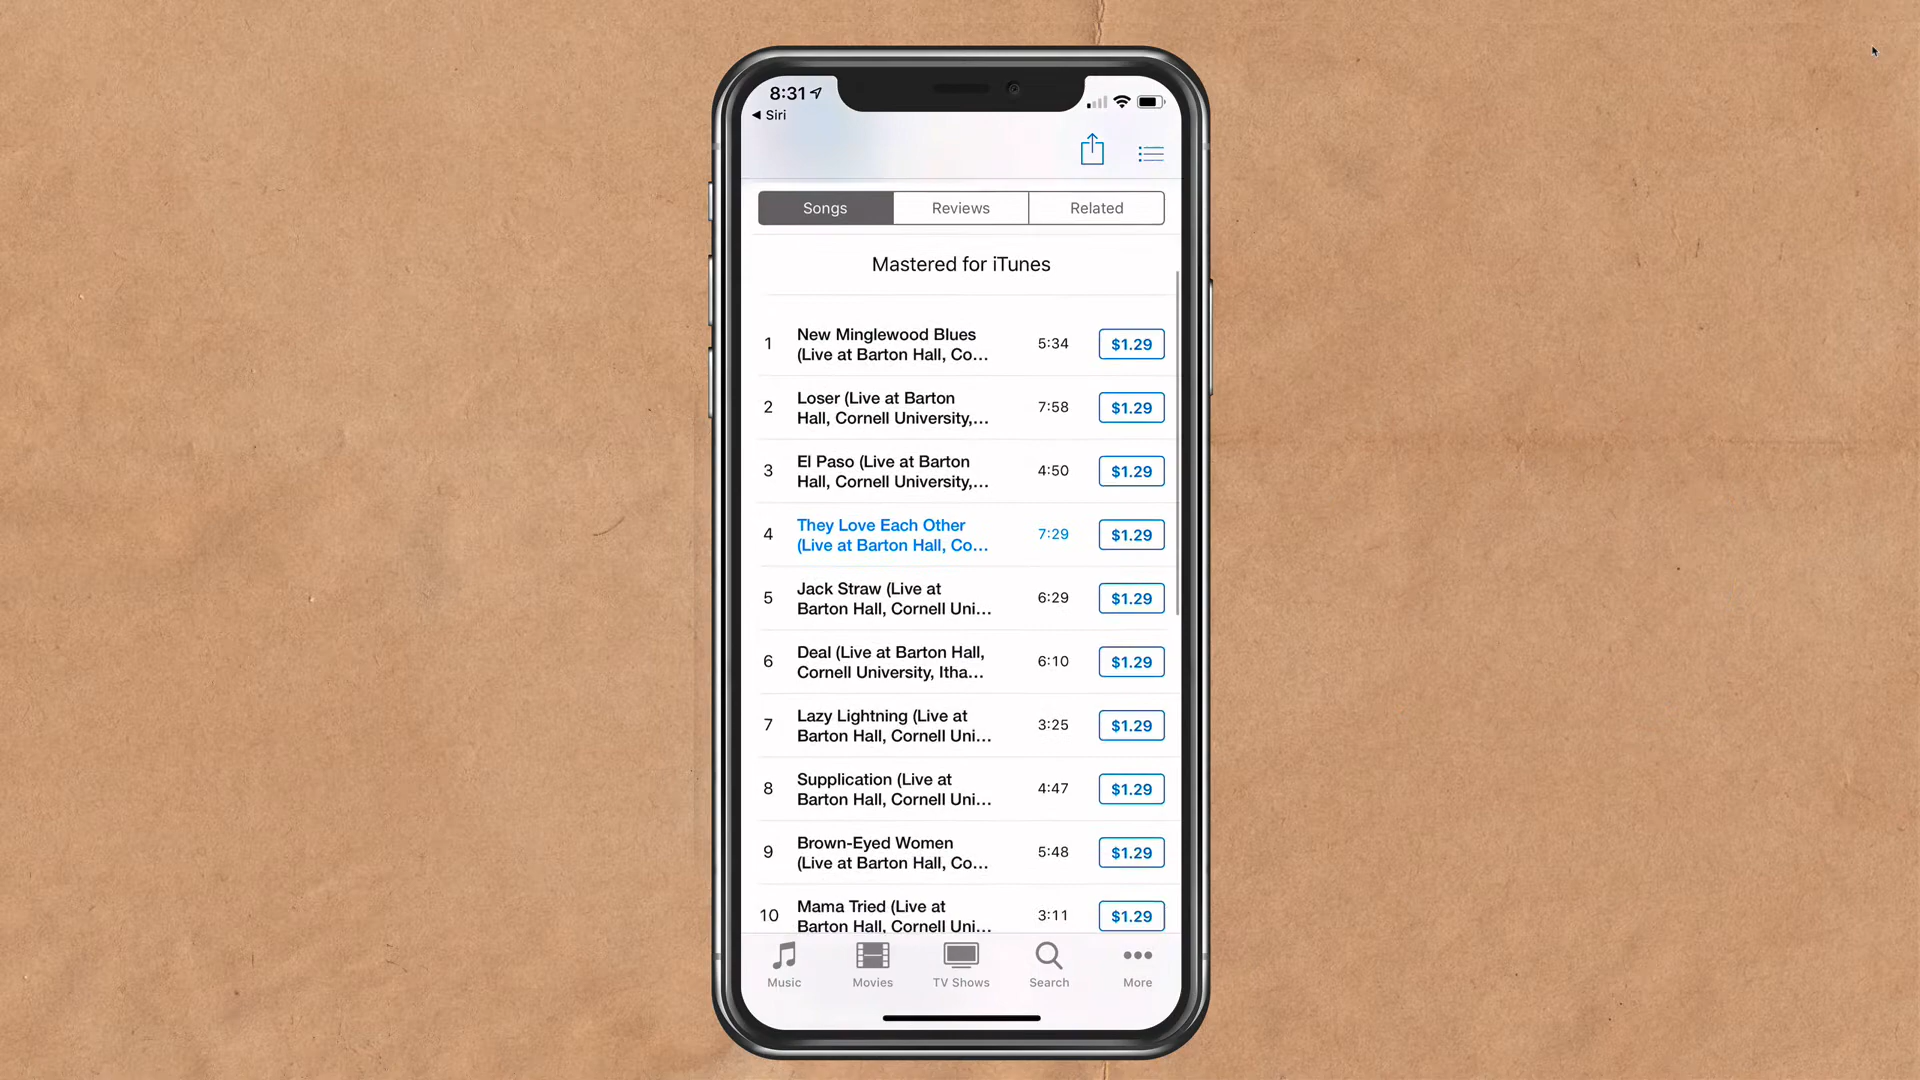 8:31
Siri
Songs
Reviews
Related
Mastered for iTunes
1
New Minglewood Blues
(Live at Barton Hall, Co...
5:34
$1.29
2
Loser (Live at Barton
Hall, Cornell University,...
7:58
$1.29
3
El Paso (Live at Barton
Hall, Cornell University,...
4:50
$1.29
4
They Love Each Other
(Live at Barton Hall, Co...
7:29
$1.29
5
Jack Straw (Live at
Barton Hall, Cornell Uni...
6:29
$1.29
6
Deal (Live at Barton Hall,
Cornell University, Itha...
6:10
$1.29
7
Lazy Lightning (Live at
Barton Hall, Cornell Uni...
3:25
$1.29
8
Supplication (Live at
Barton Hall, Cornell Uni...
4:47
$1.29
9
Brown-Eyed Women
(Live at Barton Hall, Co...
5:48
$1.29
10
Mama Tried (Live at
Barton Hall, Cornell Uni...
3:11
$1.29
Music
Movies
TV Shows
Search
More